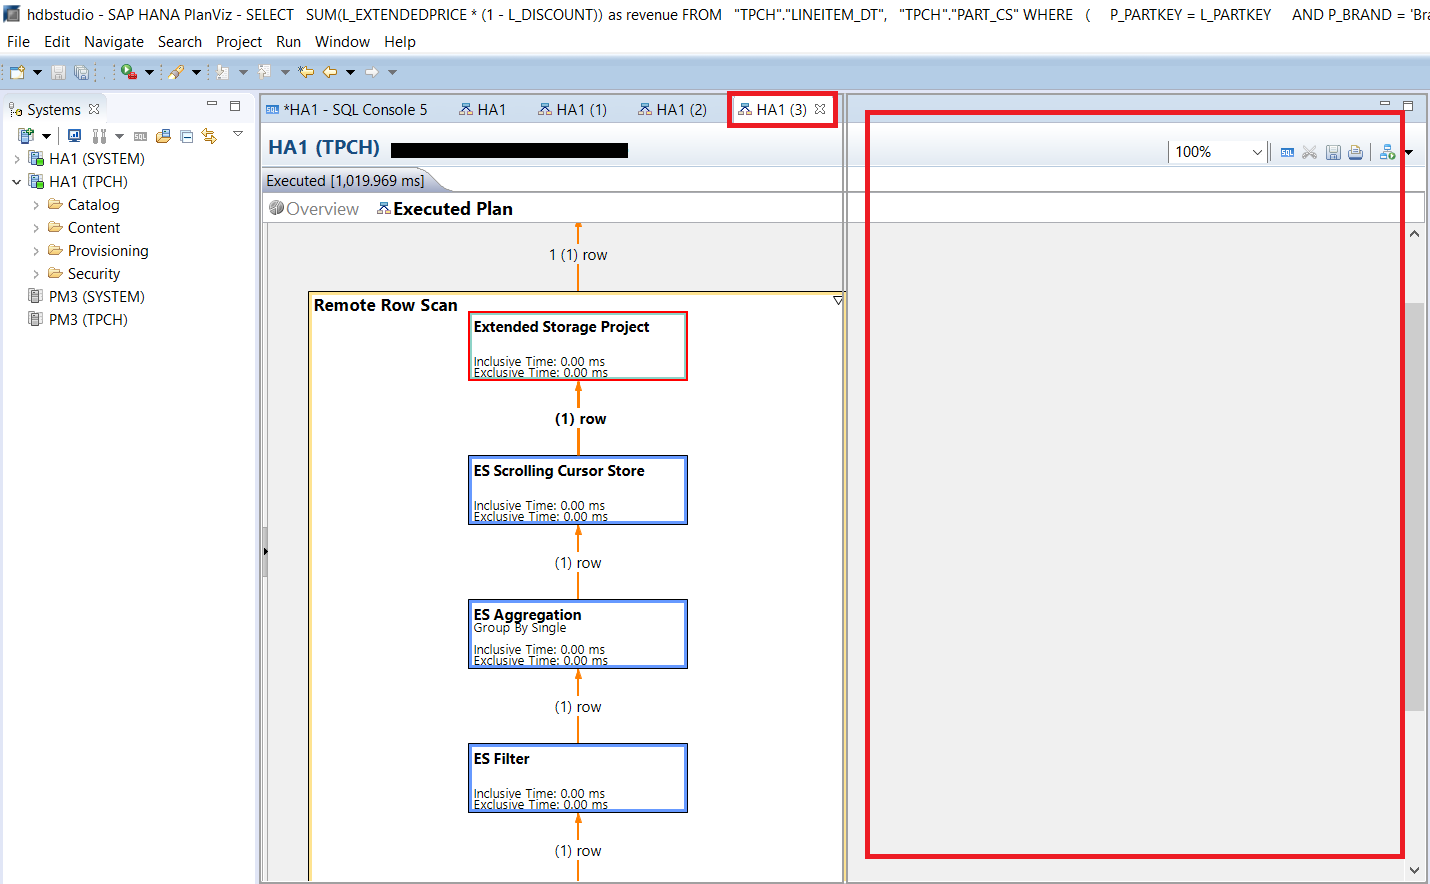 hdbstudio - SAP HANA PlanViz - SELECT SUM(L_EXTENDEDPRICE * (1 - L_DISCOUNT)) as revenue FROM "TPCH"."LINEITEM_DT", "TPCH"."PART_CS" WHERE ( P_PARTKEY = L_PARTKEY AND P_BRAND = 'Bra
File Edit Navigate Search Project Run Window Help
Systems
*HA1 - SQL Console 5 HA1 HA1 (1) HA1 (2) HA1 (3)
HA1 (SYSTEM)
HA1 (TPCH)
Catalog
Content
Provisioning
Security
PM3 (SYSTEM)
PM3 (TPCH)
HA1 (TPCH)
100%
SQL
Executed [1,019.969 ms]
Overview Executed Plan
1 (1) row
Remote Row Scan
Extended Storage Project
Inclusive Time: 0.00 ms
Exclusive Time: 0.00 ms
(1) row
ES Scrolling Cursor Store
Inclusive Time: 0.00 ms
Exclusive Time: 0.00 ms
(1) row
ES Aggregation
Group By Single
Inclusive Time: 0.00 ms
Exclusive Time: 0.00 ms
(1) row
ES Filter
Inclusive Time: 0.00 ms
Exclusive Time: 0.00 ms
(1) row